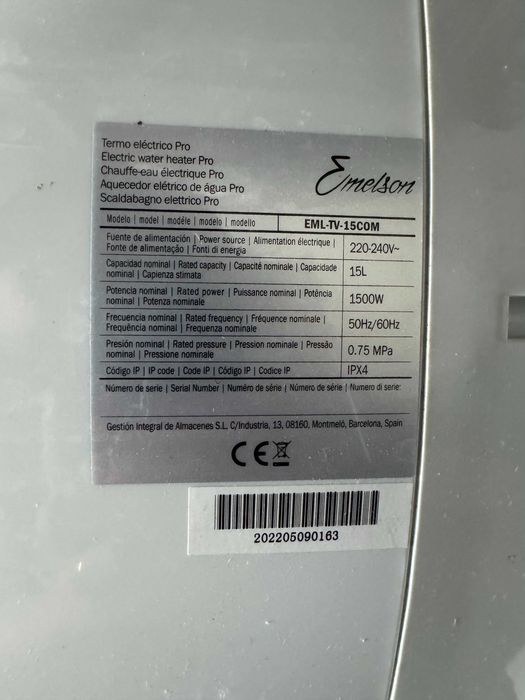 Termo eléctrico Pro
Electric water heater Pro
Chauffe-eau électrique Pro
Aquecedor elétrico de água Pro
Scaldabagno elettrico Pro
Emelson
Modelo | model | modéle | modelo | modello EML-TV-15COM
Fuente de alimentación | Power source | Alimentation électrique |
Fonte de alimentação | Fonti di energia
220-240V~
Capacidad nominal | Rated capacity | Capacité nominale | Capacidade
nominal | Capienza stimata
15L
Potencia nominal | Rated power | Puissance nominal | Potência
nominale | Potenza nominale
1500W
Frecuencia nominal | Rated frequency | Fréquence nominale |
Frequência nominal | Frequenza nominale
50Hz/60Hz
Presión nominal | Rated pressure | Pression nominale | Pressão
nominal | Pressione nominale
0.75 MPa
Código IP | IP code | Code IP | Código IP | Codice IP IPX4
Número de serie | Serial Number | Numéro de série | Número de série | Numero di serie:
Gestión Integral de Almacenes S.L. C/Industria, 13, 08160, Montmeló, Barcelona, Spain
CE
202205090163